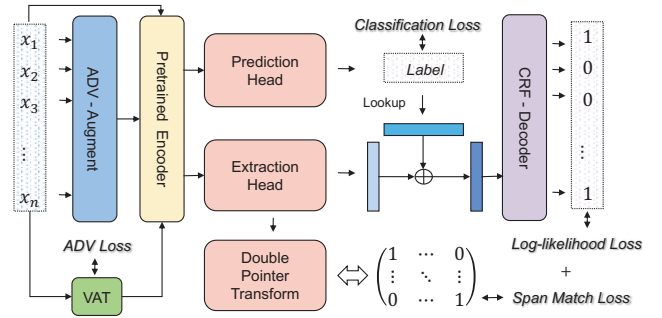 x1
x2
x3
⋮
xn
ADV - Augment
Pretrained Encoder
Prediction
Head
Extraction
Head
Classification Loss
Label
Lookup
CRF - Decoder
1
0
0
⋮
1
ADV Loss
VAT
Double
Pointer
Transform
1 ⋯ 0
⋮ ⋱ ⋮
0 ⋯ 1
Log-likelihood Loss
+
Span Match Loss